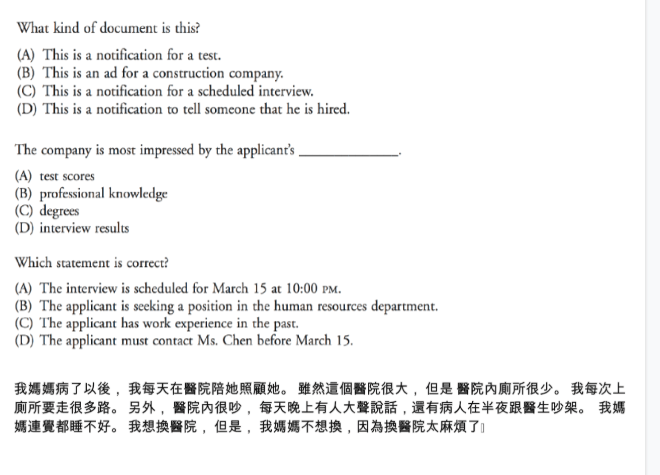 What kind of document is this?
(A) This is a notification for a test.
(B) This is an ad for a construction company.
(C) This is a notification for a scheduled interview.
(D) This is a notification to tell someone that he is hired.
The company is most impressed by the applicant's ______________.
(A) test scores
(B) professional knowledge
(C) degrees
(D) interview results
Which statement is correct?
(A) The interview is scheduled for March 15 at 10:00 PM.
(B) The applicant is seeking a position in the human resources department.
(C) The applicant has work experience in the past.
(D) The applicant must contact Ms. Chen before March 15.
我媽媽病了以後， 我每天在醫院陪她照顧她。 雖然這個醫院很大， 但是 醫院內廁所很少。 我每次上
廁所要走很多路。 另外， 醫院內很吵， 每天晚上有人大聲說話，還有病人在半夜跟醫生吵架。 我媽
媽連覺都睡不好。 我想換醫院， 但是， 我媽媽不想換，因為換醫院太麻煩了